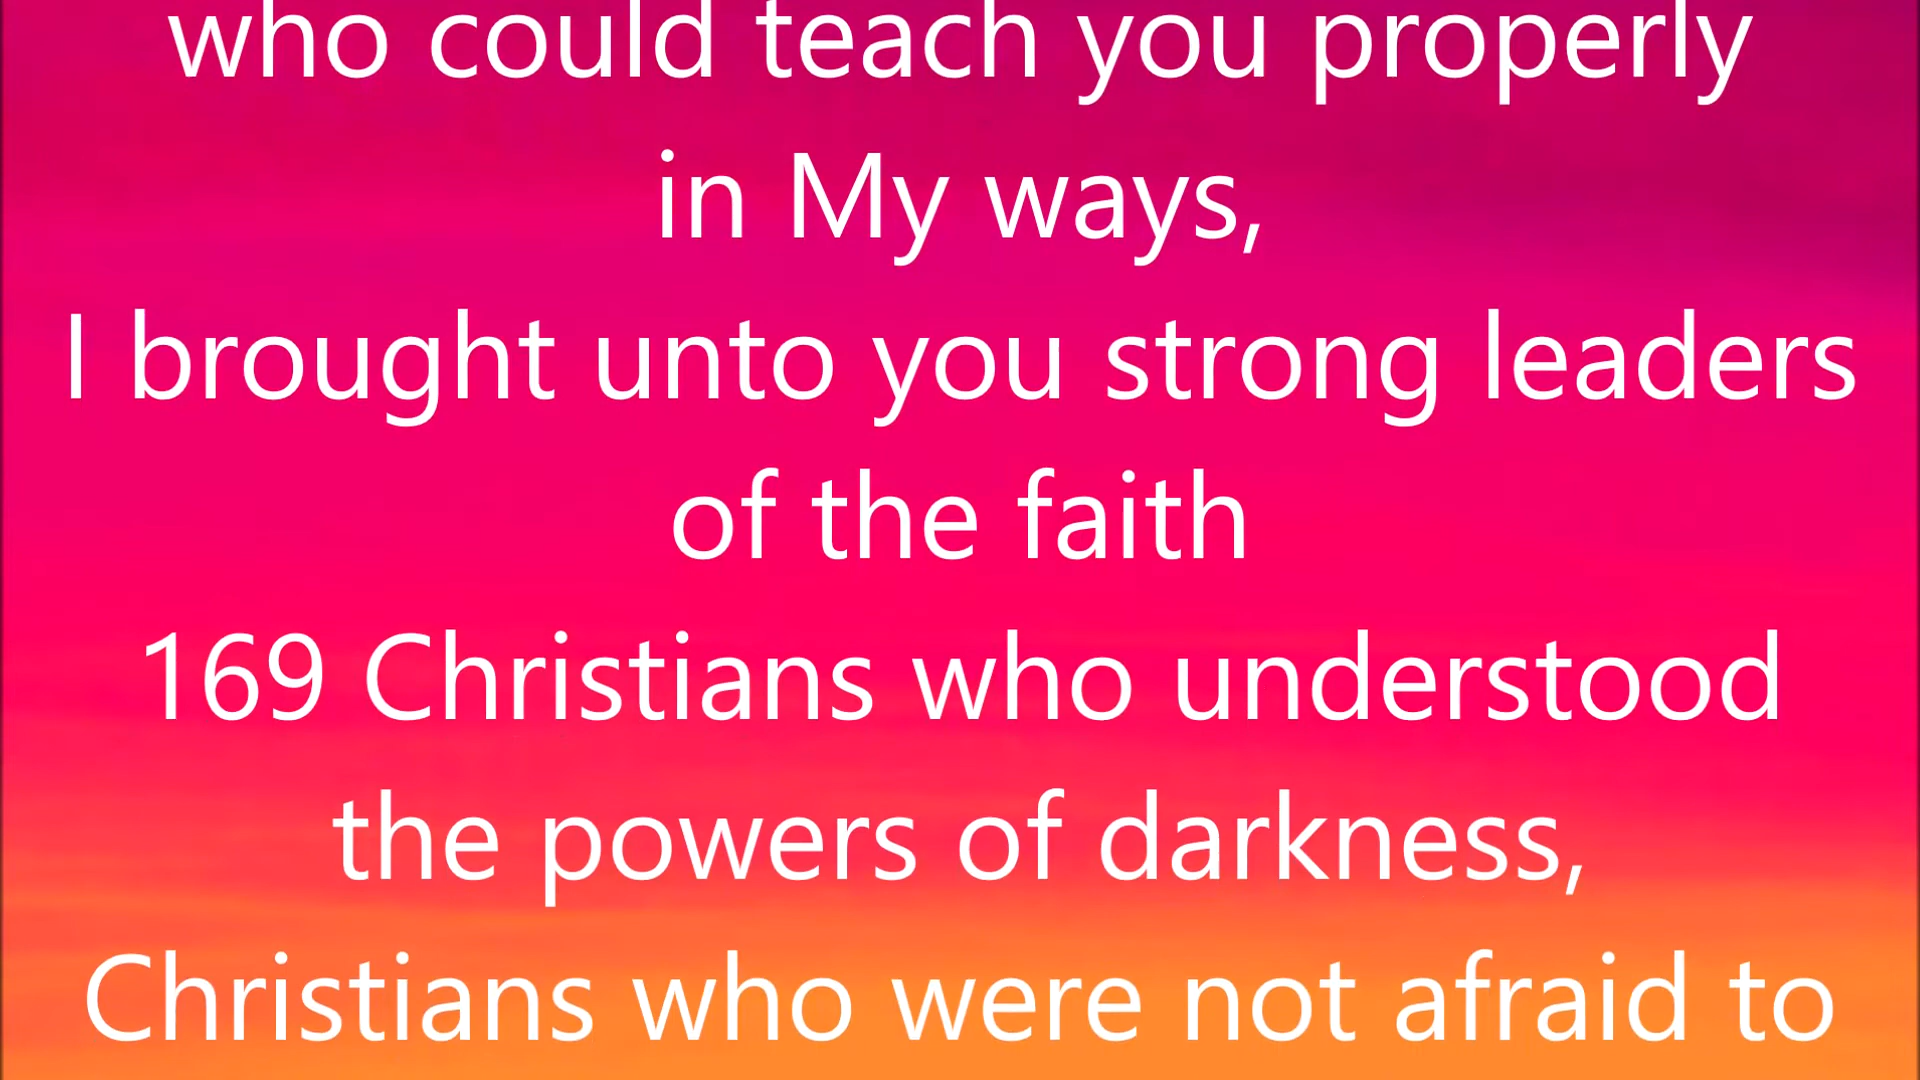 who could teach you properly
in My ways,
I brought unto you strong leaders
of the faith
169 Christians who understood
the powers of darkness,
Christians who were not afraid to